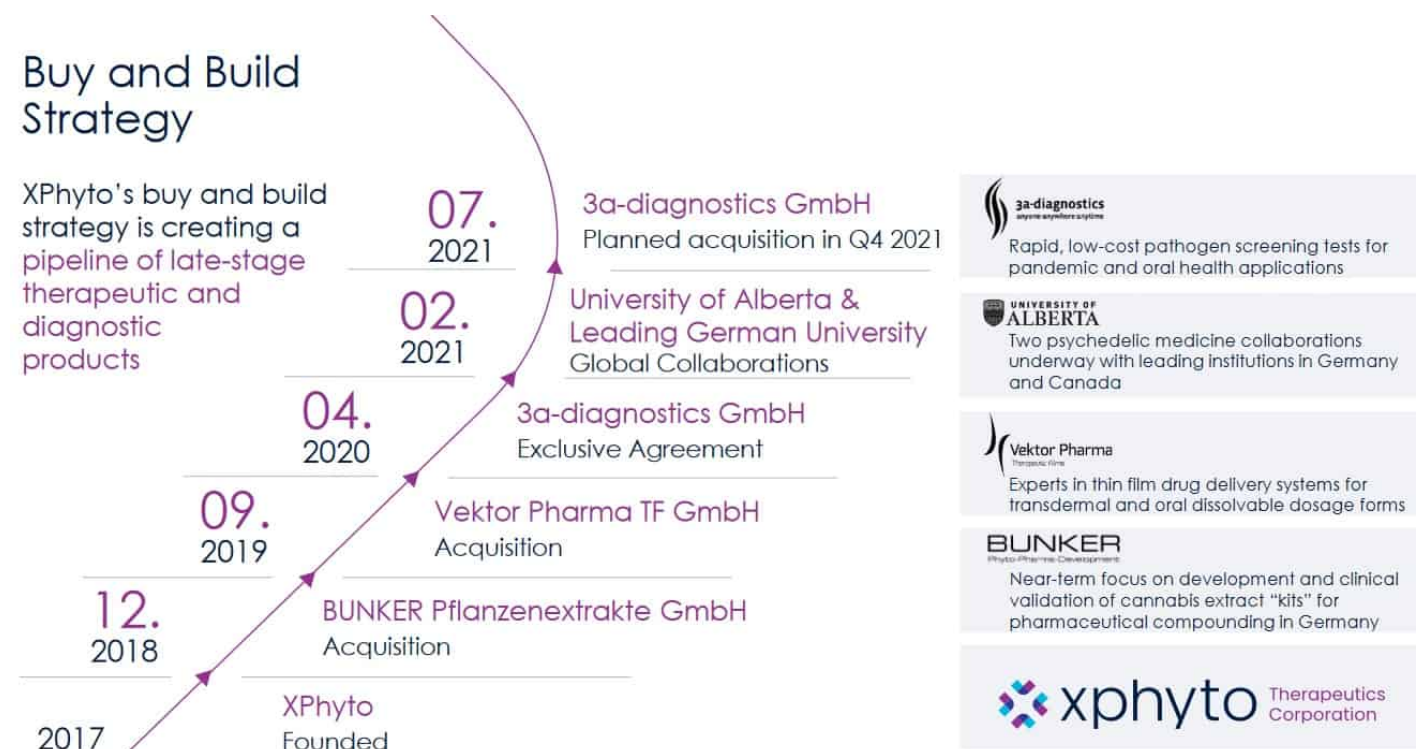 Buy and Build
Strategy
XPhyto's buy and build
strategy is creating a
pipeline of late-stage
therapeutic and
diagnostic
products
07.
2021
3a-diagnostics GmbH
Planned acquisition in Q4 2021
02.
2021
University of Alberta &
Leading German University
Global Collaborations
04.
2020
3a-diagnostics GmbH
Exclusive Agreement
09.
2019
Vektor Pharma TF GmbH
Acquisition
12.
2018
BUNKER Pflanzenextrakte GmbH
Acquisition
2017
XPhyto
Founded
3a-diagnostics
anyone anywhere anytime
Rapid, low-cost pathogen screening tests for
pandemic and oral health applications
UNIVERSITY OF
ALBERTA
Two psychedelic medicine collaborations
underway with leading institutions in Germany
and Canada
Vektor Pharma
Therapeutic Films
Experts in thin film drug delivery systems for
transdermal and oral dissolvable dosage forms
BUNKER
Phyto-Pharma-Development
Near-term focus on development and clinical
validation of cannabis extract "kits" for
pharmaceutical compounding in Germany
xphyto Therapeutics
Corporation